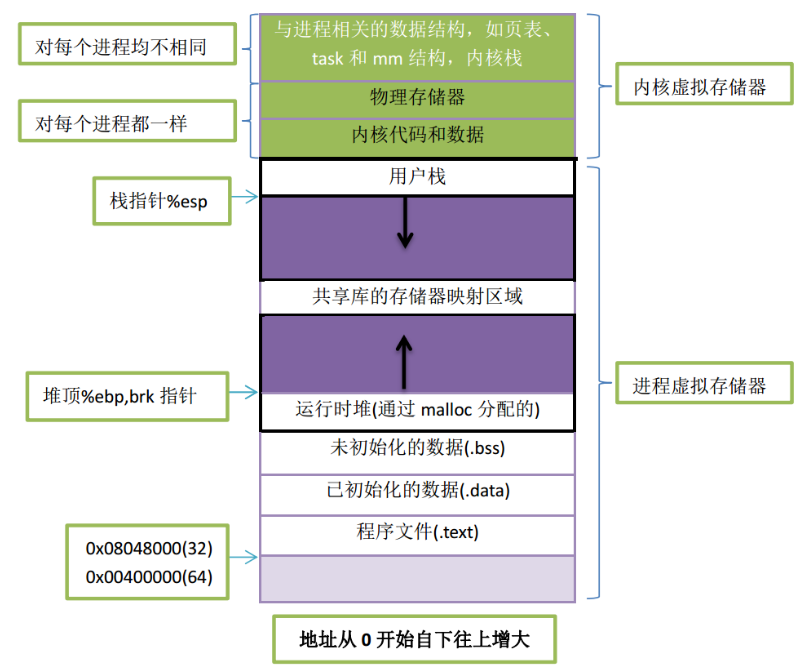 与进程相关的数据结构，如页表、
task 和 mm 结构，内核栈
对每个进程均不相同
物理存储器
内核虚拟存储器
对每个进程都一样
内核代码和数据
用户栈
栈指针%esp
共享库的存储器映射区域
堆顶%ebp,brk 指针
进程虚拟存储器
运行时堆(通过 malloc 分配的)
未初始化的数据(.bss)
已初始化的数据(.data)
程序文件(.text)
0x08048000(32)
0x00400000(64)
地址从 0 开始自下往上增大